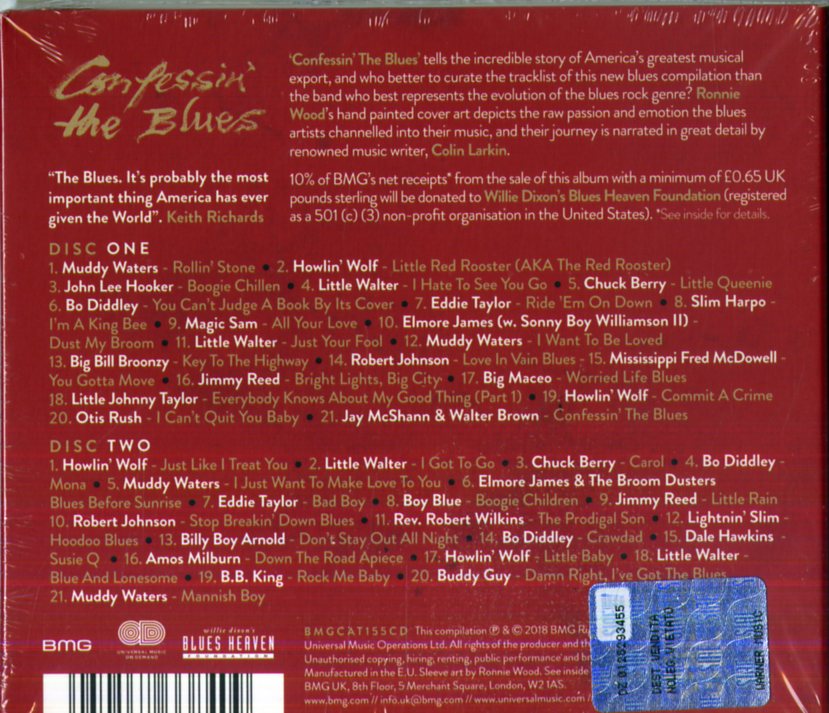 Confessin'
the Blues
"The Blues. It's probably the most
important thing America has ever
given the World". Keith Richards
'Confessin' The Blues' tells the incredible story of America's greatest musical
export, and who better to curate the tracklist of this new blues compilation than
the band who best represents the evolution of the blues rock genre? Ronnie
Wood's hand painted cover art depicts the raw passion and emotion the blues
artists channelled into their music, and their journey is narrated in great detail by
renowned music writer, Colin Larkin.
10% of BMG's net receipts* from the sale of this album with a minimum of £0.65 UK
pounds sterling will be donated to Willie Dixon's Blues Heaven Foundation (registered
as a 501 (c) (3) non-profit organisation in the United States). *See inside for details.
DISC ONE
1. Muddy Waters - Rollin' Stone • 2. Howlin' Wolf - Little Red Rooster (AKA The Red Rooster)
3. John Lee Hooker - Boogie Chillen • 4. Little Walter - I Hate To See You Go • 5. Chuck Berry - Little Queenie
6. Bo Diddley - You Can't Judge A Book By Its Cover • 7. Eddie Taylor - Ride 'Em On Down • 8. Slim Harpo -
I'm A King Bee • 9. Magic Sam - All Your Love • 10. Elmore James (w. Sonny Boy Williamson II) -
Dust My Broom • 11. Little Walter - Just Your Fool • 12. Muddy Waters - I Want To Be Loved
13. Big Bill Broonzy - Key To The Highway • 14. Robert Johnson - Love In Vain Blues - 15. Mississippi Fred McDowell -
You Gotta Move • 16. Jimmy Reed - Bright Lights, Big City • 17. Big Maceo - Worried Life Blues
18. Little Johnny Taylor - Everybody Knows About My Good Thing (Part 1) • 19. Howlin' Wolf - Commit A Crime
20. Otis Rush - I Can't Quit You Baby • 21. Jay McShann & Walter Brown - Confessin' The Blues
DISC TWO
1. Howlin' Wolf - Just Like I Treat You • 2. Little Walter - I Got To Go • 3. Chuck Berry - Carol • 4. Bo Diddley -
Mona • 5. Muddy Waters - I Just Want To Make Love To You • 6. Elmore James & The Broom Dusters
Blues Before Sunrise • 7. Eddie Taylor - Bad Boy • 8. Boy Blue - Boogie Children • 9. Jimmy Reed - Little Rain
10. Robert Johnson - Stop Breakin' Down Blues • 11. Rev. Robert Wilkins - The Prodigal Son • 12. Lightnin' Slim -
Hoodoo Blues • 13. Billy Boy Arnold - Don't Stay Out All Night • 14. Bo Diddley - Crawdad • 15. Dale Hawkins -
Susie Q • 16. Amos Milburn - Down The Road Apiece • 17. Howlin' Wolf - Little Baby • 18. Little Walter -
Blue And Lonesome • 19. B.B. King - Rock Me Baby • 20. Buddy Guy - Damn Right, I've Got The Blues
21. Muddy Waters - Mannish Boy
BMG
UNIVERSAL MUSIC
ON DEMAND
willie dixon's
BLUES HEAVEN
FOUNDATION
BMGCAT155CD This compilation ℗ & © 2018 BMG
Universal Music Operations Ltd. All rights of the producer and
Unauthorised copying, hiring, renting, public performance and
Manufactured in the E.U. Sleeve art by Ronnie Wood. See inside
BMG UK, 8th Floor, 5 Merchant Square, London, W2 1AS.
www.bmg.com // info.uk@bmg.com // www.universalmusic.com //
DEST. VENDITA
NOLEG. VIETATO
WARNER MUSIC